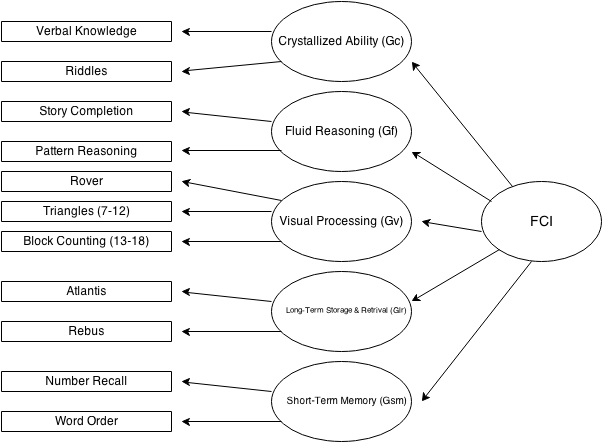 Verbal Knowledge
Riddles
Story Completion
Pattern Reasoning
Rover
Triangles (7-12)
Block Counting (13-18)
Atlantis
Rebus
Number Recall
Word Order
Crystallized Ability (Gc)
Fluid Reasoning (Gf)
Visual Processing (Gv)
Long-Term Storage & Retrival (Glr)
Short-Term Memory (Gsm)
FCI